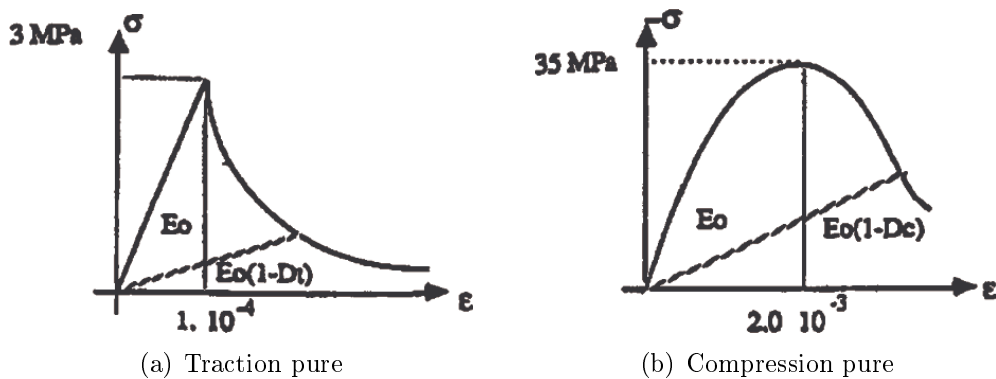 3 MPa
σ
Eo
Eo(1-Dt)
ε
1. 10⁻⁴
(a) Traction pure
-σ
35 MPa
Eo
Eo(1-Dc)
ε
2.0 10⁻³
(b) Compression pure